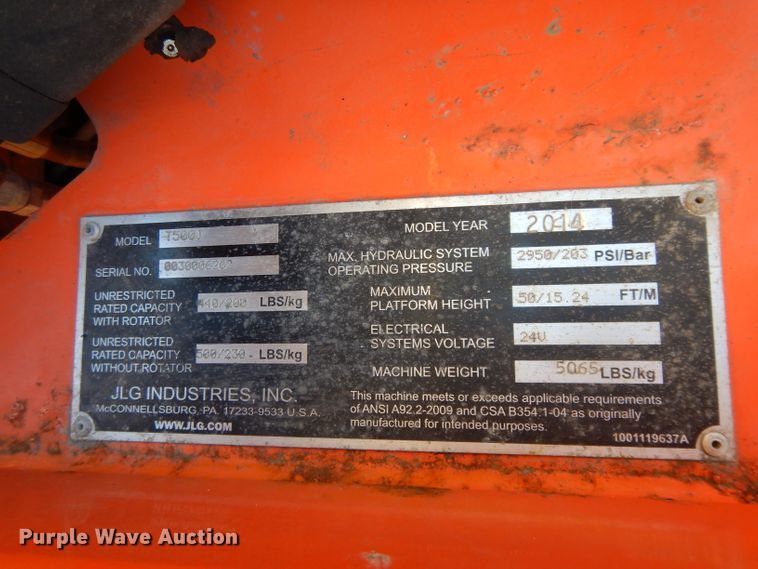 MODEL T500J
SERIAL NO. 0030006203
UNRESTRICTED
RATED CAPACITY 440/200 LBS/kg
WITH ROTATOR
UNRESTRICTED
RATED CAPACITY 500/230 LBS/kg
WITHOUT ROTATOR
JLG INDUSTRIES, INC.
McCONNELLSBURG, PA. 17233-9533 U.S.A.
WWW.JLG.COM
MODEL YEAR 2014
MAX. HYDRAULIC SYSTEM
OPERATING PRESSURE 2950/203 PSI/Bar
MAXIMUM
PLATFORM HEIGHT 50/15.24 FT/M
ELECTRICAL
SYSTEMS VOLTAGE 24V
MACHINE WEIGHT 5065 LBS/kg
This machine meets or exceeds applicable requirements
of ANSI A92.2-2009 and CSA B354.1-04 as originally
manufactured for intended purposes.
1001119637A
Purple Wave Auction